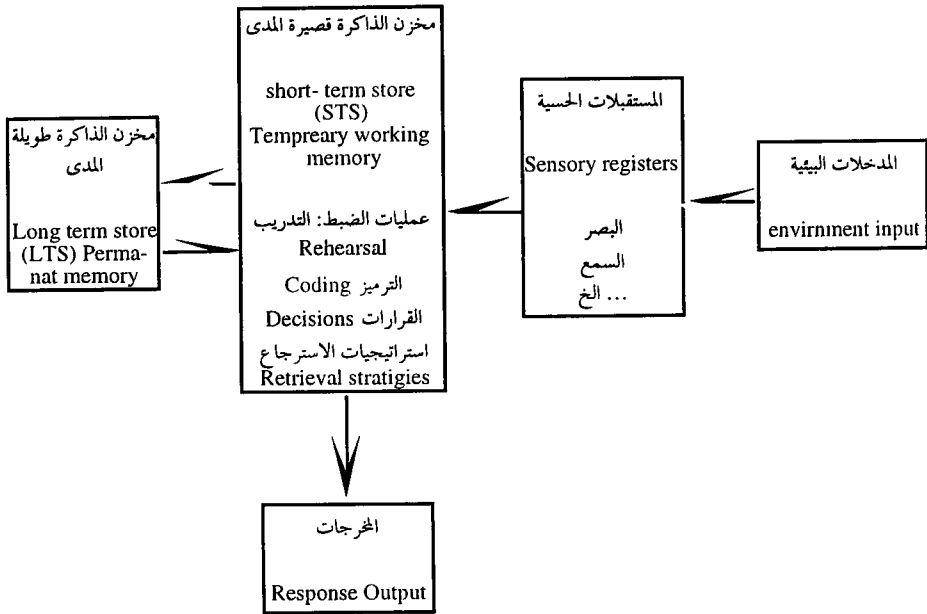 المدخلات البيئية
envirnment input
المستقبلات الحسية
Sensory registers
البصر
السمع
... الخ
مخزن الذاكرة قصيرة المدى
short- term store
(STS)
Tempreary working
memory
عمليات الضبط: التدريب
Rehearsal
الترميز Coding
القرارات Decisions
استراتيجيات الاسترجاع
Retrieval stratigies
مخزن الذاكرة طويلة
المدى
Long term store
(LTS) Perma-
nat memory
المخرجات
Response Output